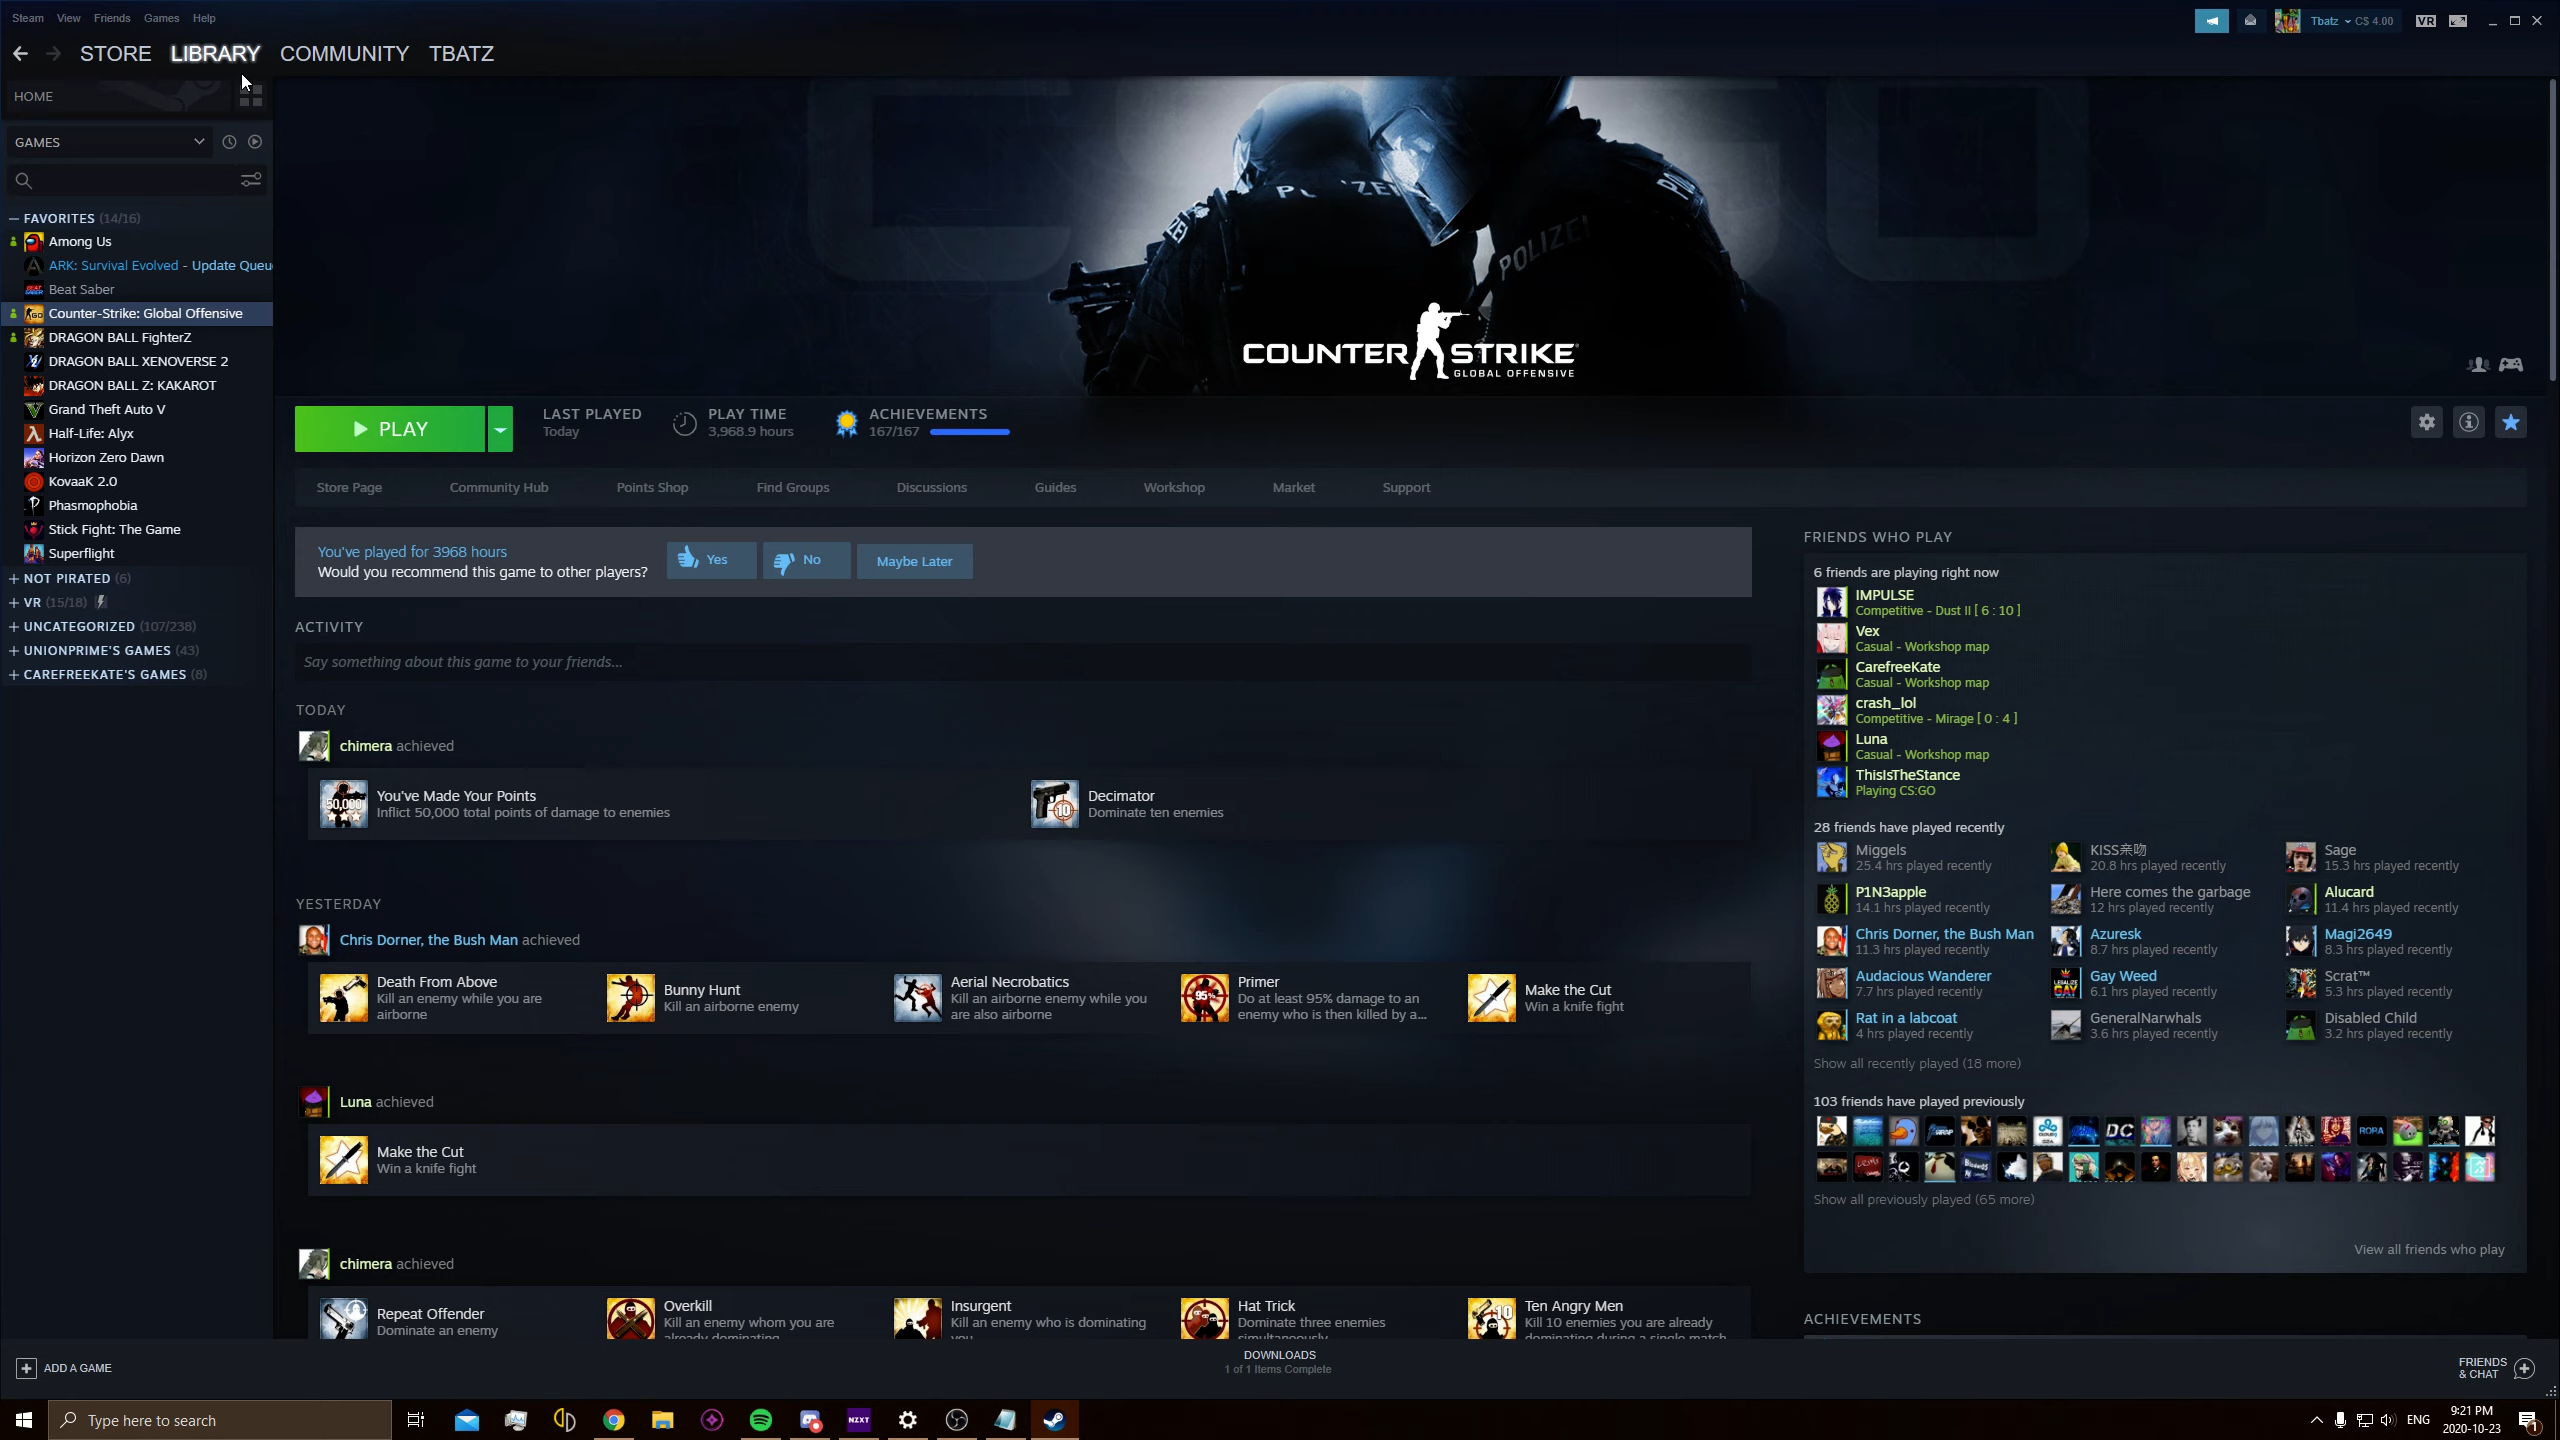 Steam View Friends Games Help
Tbatz C$ 4.00 VR
STORE LIBRARY COMMUNITY TBATZ
HOME
GAMES
FAVORITES (14/16)
Among Us
ARK: Survival Evolved - Update Queu
Beat Saber
Counter-Strike: Global Offensive
DRAGON BALL FighterZ
DRAGON BALL XENOVERSE 2
DRAGON BALL Z: KAKAROT
Grand Theft Auto V
Half-Life: Alyx
Horizon Zero Dawn
KovaaK 2.0
Phasmophobia
Stick Fight: The Game
Superflight
NOT PIRATED (6)
VR (15/18)
UNCATEGORIZED (107/238)
UNIONPRIME'S GAMES (43)
CAREFREEKATE'S GAMES (8)
POLIZEI
COUNTER STRIKE
GLOBAL OFFENSIVE
PLAY
LAST PLAYED
Today
PLAY TIME
3,968.9 hours
ACHIEVEMENTS
167/167
Store Page Community Hub Points Shop Find Groups Discussions Guides Workshop Market Support
You've played for 3968 hours
Would you recommend this game to other players?
Yes No Maybe Later
ACTIVITY
Say something about this game to your friends...
TODAY
chimera achieved
You've Made Your Points
Inflict 50,000 total points of damage to enemies
Decimator
Dominate ten enemies
YESTERDAY
Chris Dorner, the Bush Man achieved
Death From Above
Kill an enemy while you are
airborne
Bunny Hunt
Kill an airborne enemy
Aerial Necrobatics
Kill an airborne enemy while you
are also airborne
Primer
Do at least 95% damage to an
enemy who is then killed by a...
Make the Cut
Win a knife fight
Luna achieved
Make the Cut
Win a knife fight
chimera achieved
Repeat Offender
Dominate an enemy
Overkill
Kill an enemy whom you are
already dominating
Insurgent
Kill an enemy who is dominating
you
Hat Trick
Dominate three enemies
simultaneously
Ten Angry Men
Kill 10 enemies you are already
dominating during a single match
FRIENDS WHO PLAY
6 friends are playing right now
IMPULSE
Competitive - Dust II [ 6 : 10 ]
Vex
Casual - Workshop map
CarefreeKate
Casual - Workshop map
crash_lol
Competitive - Mirage [ 0 : 4 ]
Luna
Casual - Workshop map
ThisIsTheStance
Playing CS:GO
28 friends have played recently
Miggels
25.4 hrs played recently
KISS亲吻
20.8 hrs played recently
Sage
15.3 hrs played recently
P1N3apple
14.1 hrs played recently
Here comes the garbage
12 hrs played recently
Alucard
11.4 hrs played recently
Chris Dorner, the Bush Man
11.3 hrs played recently
Azuresk
8.7 hrs played recently
Magi2649
8.3 hrs played recently
Audacious Wanderer
7.7 hrs played recently
Gay Weed
6.1 hrs played recently
Scrat™
5.3 hrs played recently
Rat in a labcoat
4 hrs played recently
GeneralNarwhals
3.6 hrs played recently
Disabled Child
3.2 hrs played recently
Show all recently played (18 more)
103 friends have played previously
Show all previously played (65 more)
View all friends who play
ACHIEVEMENTS
ADD A GAME
DOWNLOADS
1 of 1 Items Complete
FRIENDS
& CHAT
Type here to search
NZXT
ENG
9:21 PM
2020-10-23
1